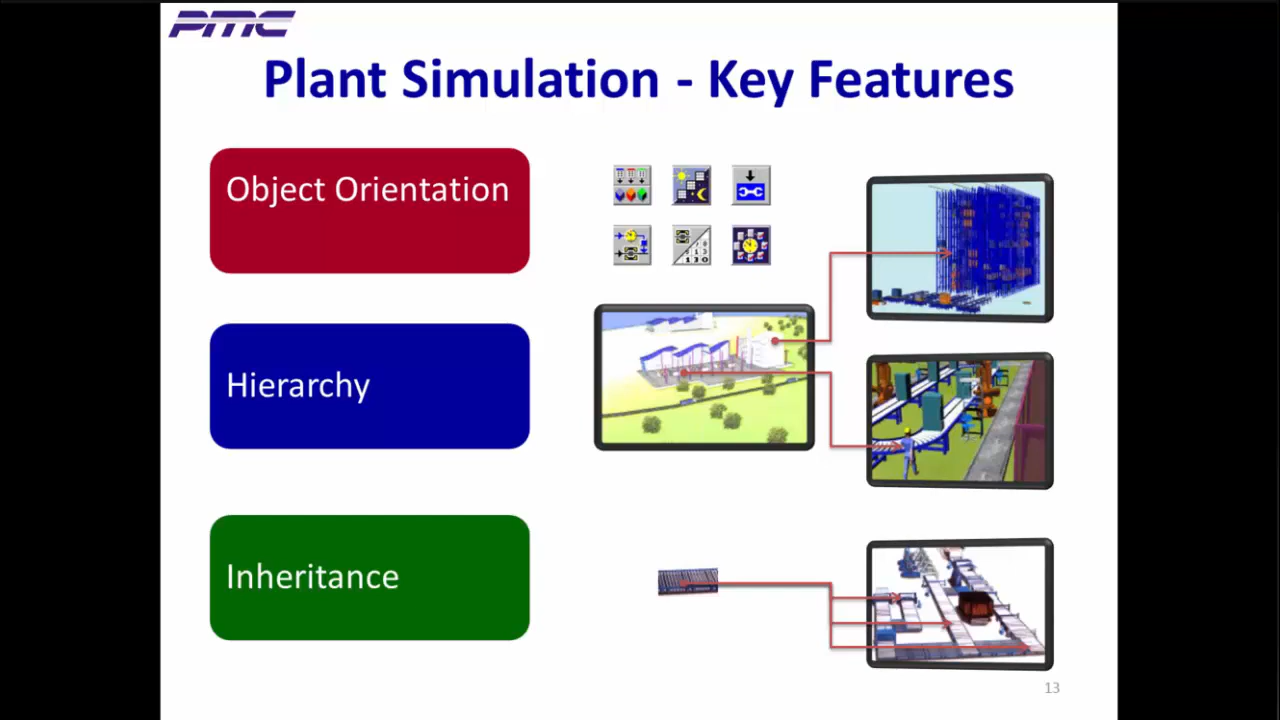 PMC
Plant Simulation - Key Features
Object Orientation
Hierarchy
Inheritance
13